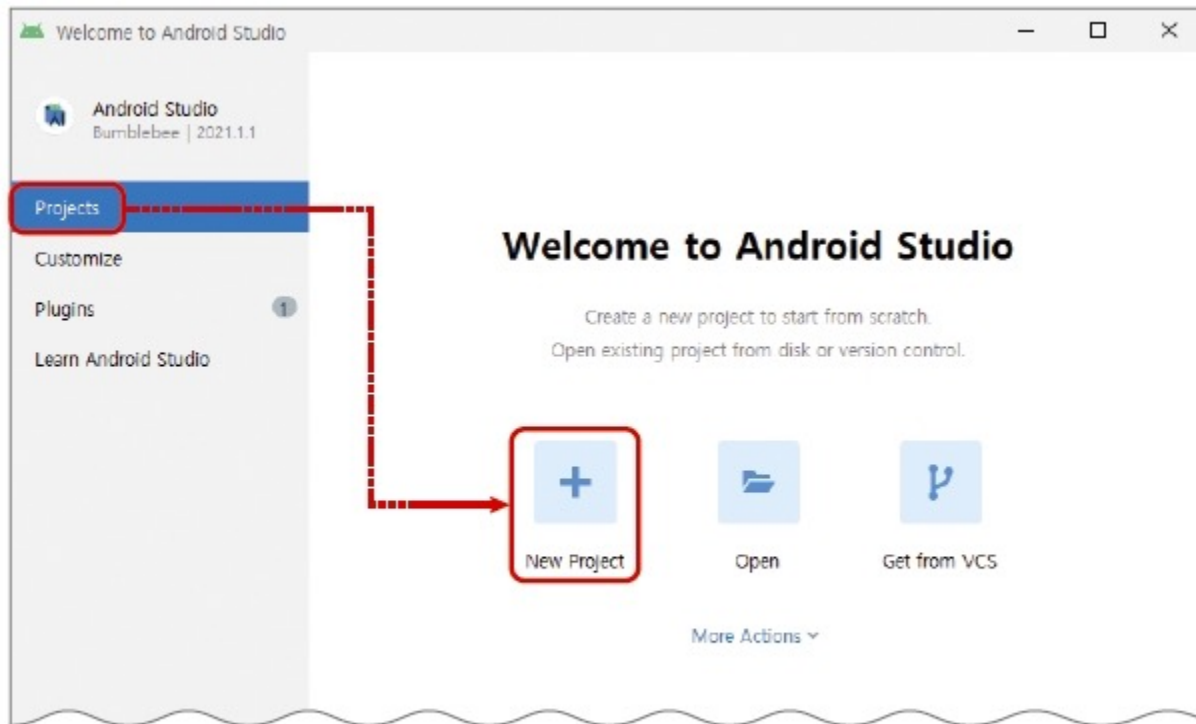 Welcome to Android Studio
Android Studio
Bumblebee | 2021.1.1
Projects
Customize
Plugins
1
Learn Android Studio
Welcome to Android Studio
Create a new project to start from scratch.
Open existing project from disk or version control.
New Project
Open
Get from VCS
More Actions